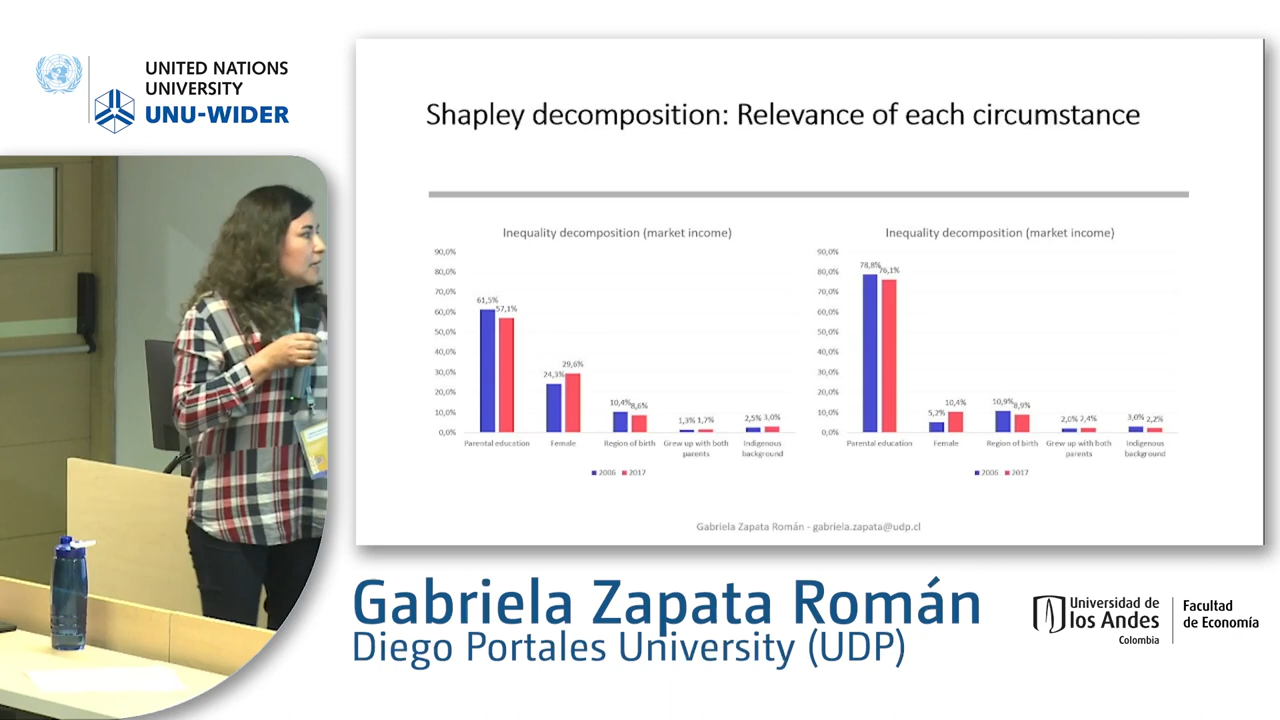 UNITED NATIONS
UNIVERSITY
UNU-WIDER
Shapley decomposition: Relevance of each circumstance
Inequality decomposition (market income)
90,0%
80,0%
70,0%
60,0%
50,0%
40,0%
30,0%
20,0%
10,0%
0,0%
61,5% 57,1%
24,3% 29,6%
10,4% 8,6%
1,3% 1,7%
2,5% 3,0%
Parental education
Female
Region of birth
Grew up with both
parents
Indigenous
background
2006 2017
Inequality decomposition (market income)
90,0%
80,0%
70,0%
60,0%
50,0%
40,0%
30,0%
20,0%
10,0%
0,0%
78,8% 76,1%
5,2% 10,4%
10,9% 8,9%
2,0% 2,4%
3,0% 2,2%
Parental education
Female
Region of birth
Grew up with both
parents
Indigenous
background
2006 2017
Gabriela Zapata Román - gabriela.zapata@udp.cl
Gabriela Zapata Román
Diego Portales University (UDP)
Universidad de
los Andes
Colombia
Facultad
de Economía